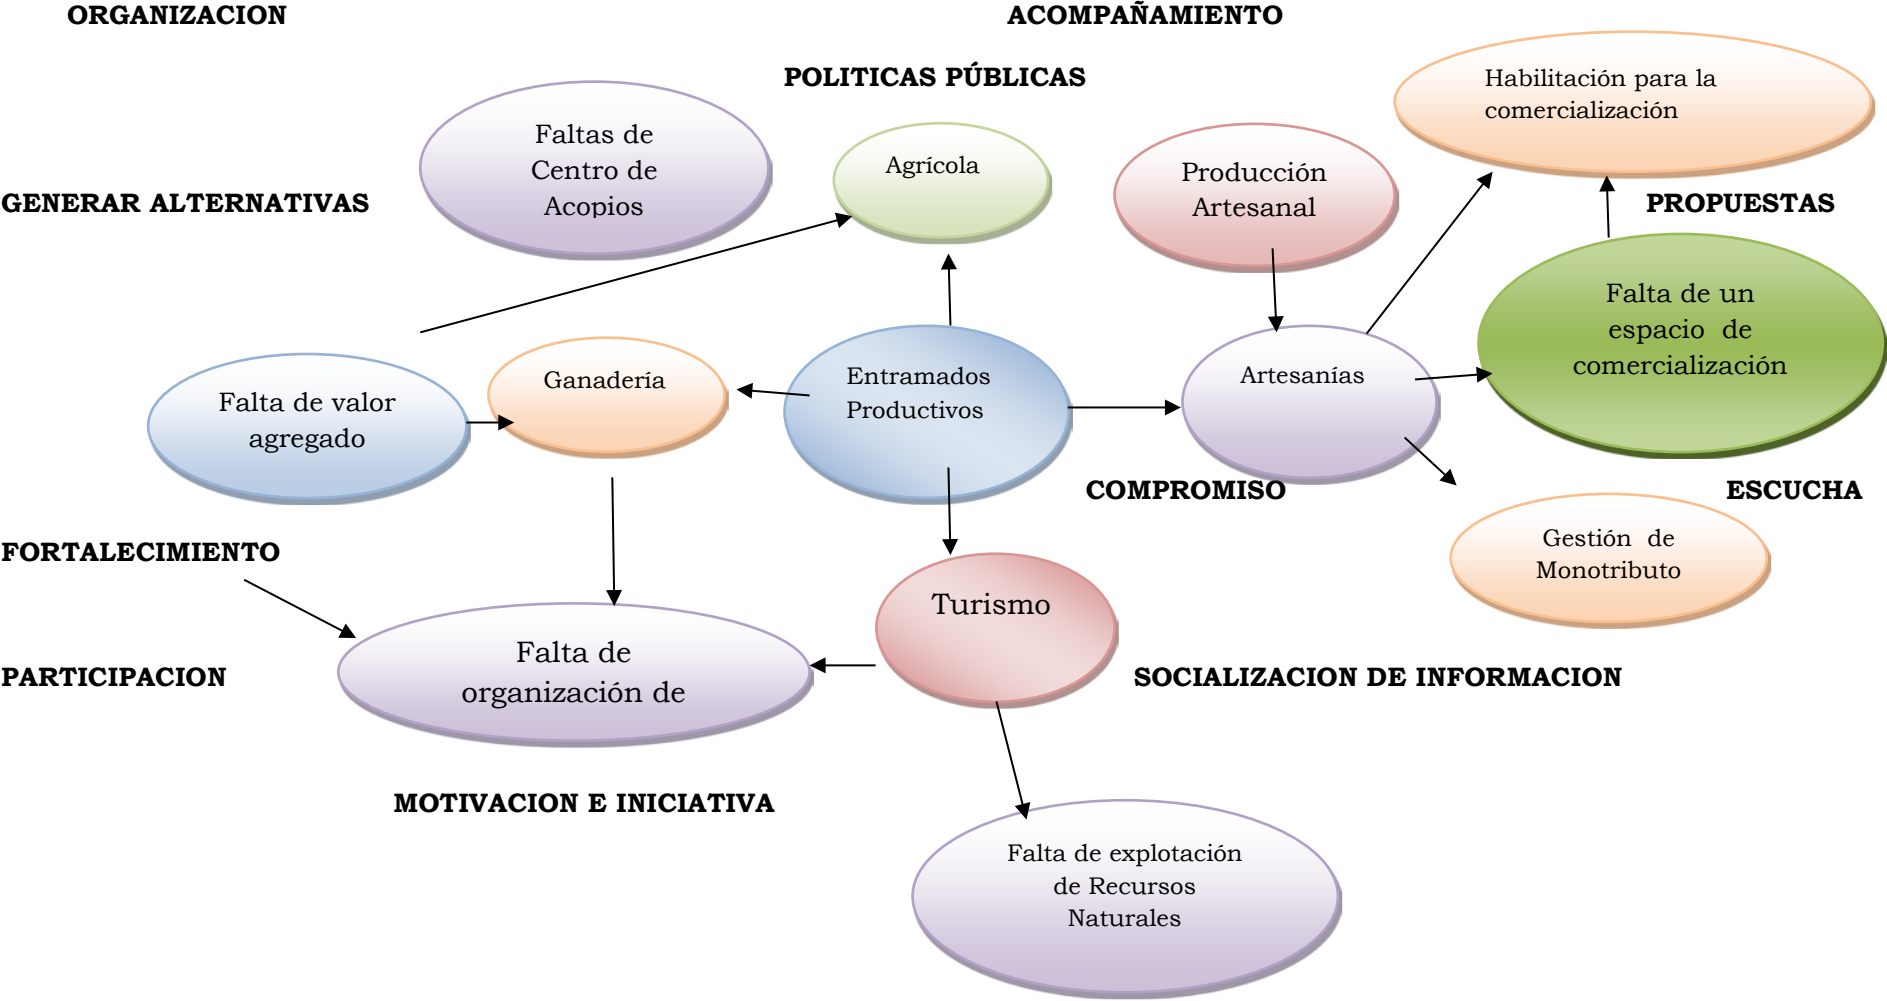 ORGANIZACION
ACOMPAÑAMIENTO
POLITICAS PÚBLICAS
Habilitación para la
comercialización
Faltas de
Centro de
Acopios
Agrícola
Producción
Artesanal
GENERAR ALTERNATIVAS
PROPUESTAS
Falta de un
espacio de
comercialización
Falta de valor
agregado
Ganadería
Entramados
Productivos
Artesanías
COMPROMISO
ESCUCHA
FORTALECIMIENTO
Gestión de
Monotributo
Turismo
Falta de
organización de
PARTICIPACION
SOCIALIZACION DE INFORMACION
MOTIVACION E INICIATIVA
Falta de explotación
de Recursos
Naturales